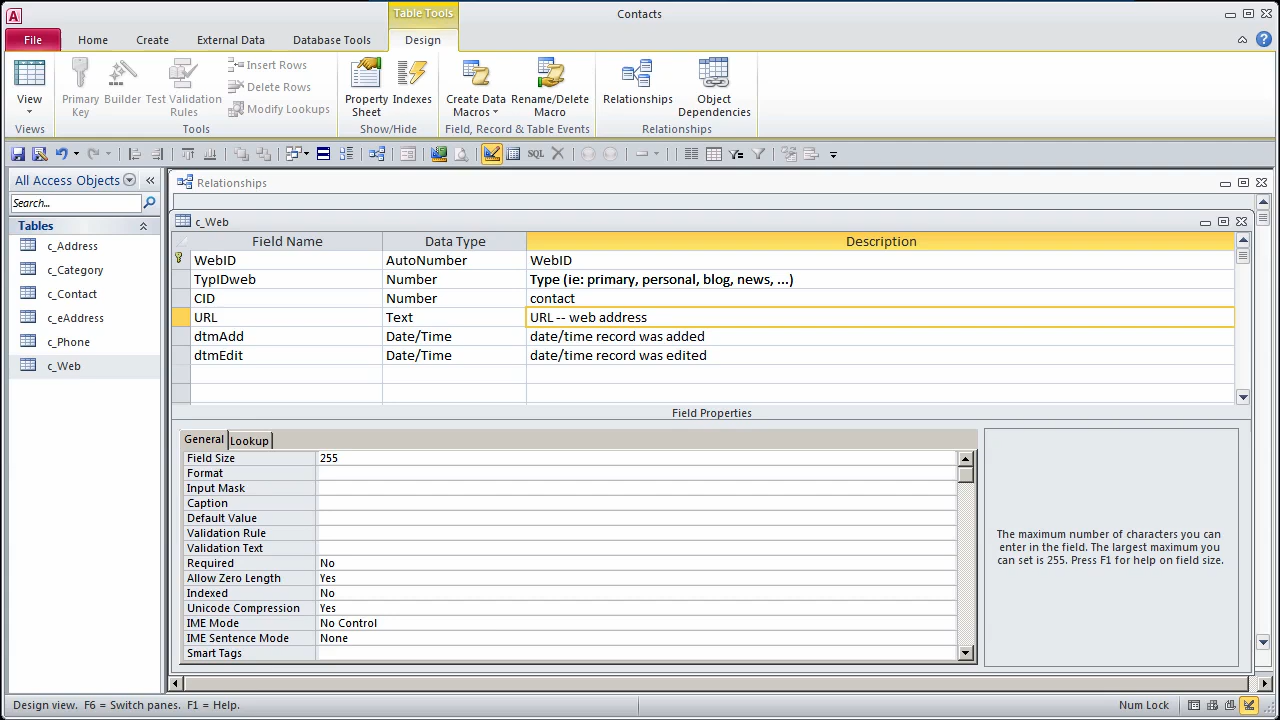 A
Table Tools
Contacts
File
Home
Create
External Data
Database Tools
Design
View
Views
Primary Key
Builder
Test Validation Rules
Insert Rows
Delete Rows
Modify Lookups
Tools
Property Sheet
Indexes
Show/Hide
Create Data Macros
Rename/Delete Macro
Field, Record & Table Events
Relationships
Object Dependencies
Relationships
SQL
All Access Objects
Search...
Tables
c_Address
c_Category
c_Contact
c_eAddress
c_Phone
c_Web
Relationships
c_Web
Field Name Data Type Description
WebID AutoNumber WebID
TypIDweb Number Type (ie: primary, personal, blog, news, ...)
CID Number contact
URL Text URL -- web address
dtmAdd Date/Time date/time record was added
dtmEdit Date/Time date/time record was edited
Field Properties
General Lookup
Field Size 255
Format
Input Mask
Caption
Default Value
Validation Rule
Validation Text
Required No
Allow Zero Length Yes
Indexed No
Unicode Compression Yes
IME Mode No Control
IME Sentence Mode None
Smart Tags
The maximum number of characters you can
enter in the field. The largest maximum you
can set is 255. Press F1 for help on field size.
Design view. F6 = Switch panes. F1 = Help.
Num Lock